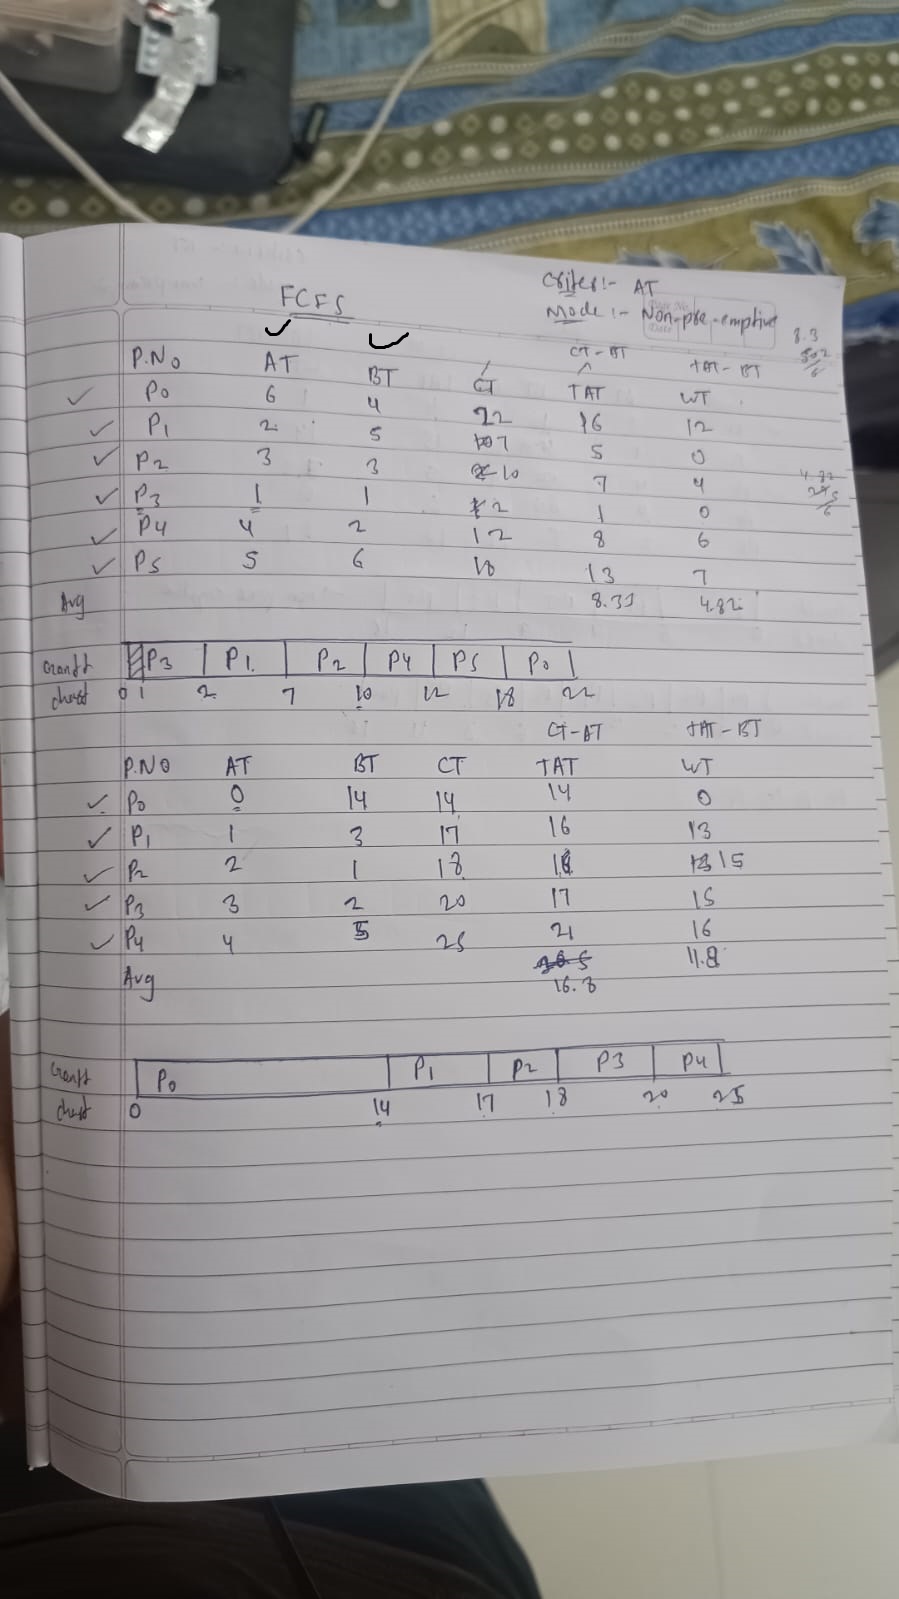 Criter:- AT
FCFS
Mode :- Non-pre-emptive
8.3
CT-BT TAT-BT
P.No AT BT CT TAT WT
P0 6 4 22 16 12
P1 2 5 7 5 0
P2 3 3 10 7 4
P3 1 1 2 1 0
P4 4 2 12 8 6
P5 5 6 18 13 7
Avg 8.33 4.82
P3 P1 P2 P4 P5 P0
chart 0 1 2 7 10 12 18 22
CT-AT TAT-BT
P.NO AT BT CT TAT WT
P0 0 14 14 14 0
P1 1 3 17 16 13
P2 2 1 18 16 15
P3 3 2 20 17 15
P4 4 5 25 21 16
Avg 16.8 11.8
P0 P1 P2 P3 P4
chart 0 14 17 18 20 25